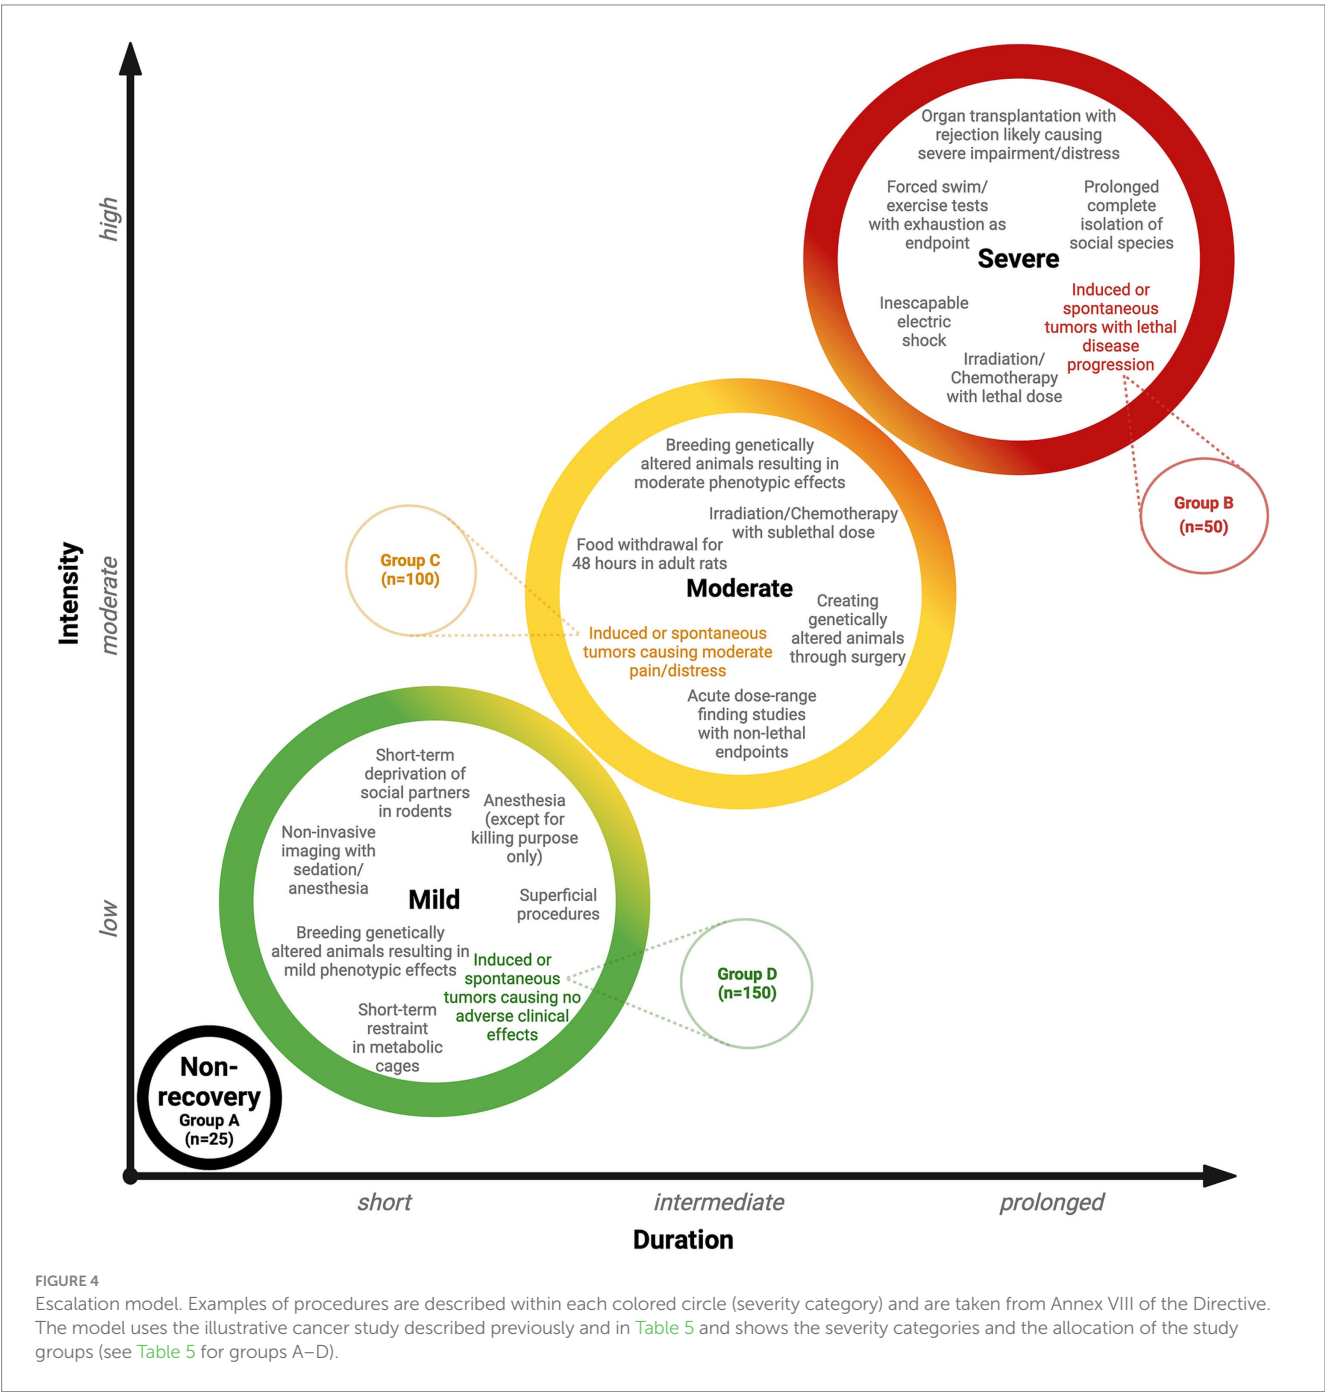 Organ transplantation with
rejection likely causing
severe impairment/distress
Forced swim/
exercise tests
with exhaustion as
endpoint
Prolonged
complete
isolation of
social species
Severe
Inescapable
electric
shock
Induced or
spontaneous
tumors with lethal
disease
progression
Irradiation/
Chemotherapy
with lethal dose
Group B
(n=50)
Breeding genetically
altered animals resulting in
moderate phenotypic effects
Irradiation/Chemotherapy
with sublethal dose
Food withdrawal for
48 hours in adult rats
Moderate
Creating
genetically
altered animals
through surgery
Induced or spontaneous
tumors causing moderate
pain/distress
Acute dose-range
finding studies
with non-lethal
endpoints
Group C
(n=100)
Short-term
deprivation of
social partners
in rodents
Anesthesia
(except for
killing purpose
only)
Non-invasive
imaging with
sedation/
anesthesia
Mild
Superficial
procedures
Breeding genetically
altered animals resulting in
mild phenotypic effects
Induced or
spontaneous
tumors causing no
adverse clinical
effects
Short-term
restraint
in metabolic
cages
Group D
(n=150)
Non-
recovery
Group A
(n=25)
Intensity
high
moderate
low
short
intermediate
prolonged
Duration
FIGURE 4
Escalation model. Examples of procedures are described within each colored circle (severity category) and are taken from Annex VIII of the Directive.
The model uses the illustrative cancer study described previously and in Table 5 and shows the severity categories and the allocation of the study
groups (see Table 5 for groups A–D).